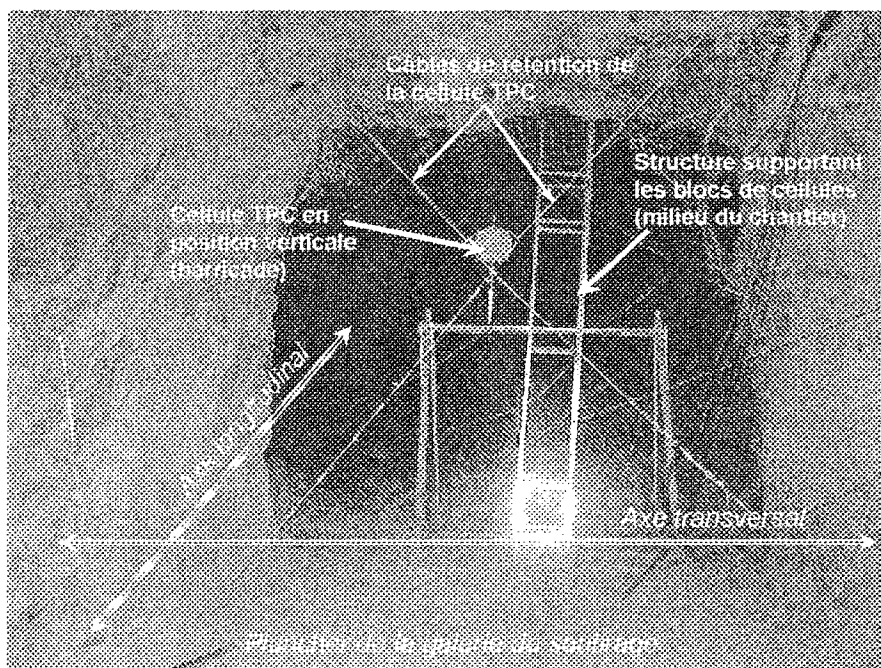 Câbles de rétention de
la cellule TPC
Structure supportant
les blocs de cellules
(milieu du chantier)
Cellule TPC en
position verticale
(barricade)
Axe longitudinal
Axe transversal
Plancher de la galerie du soutirage